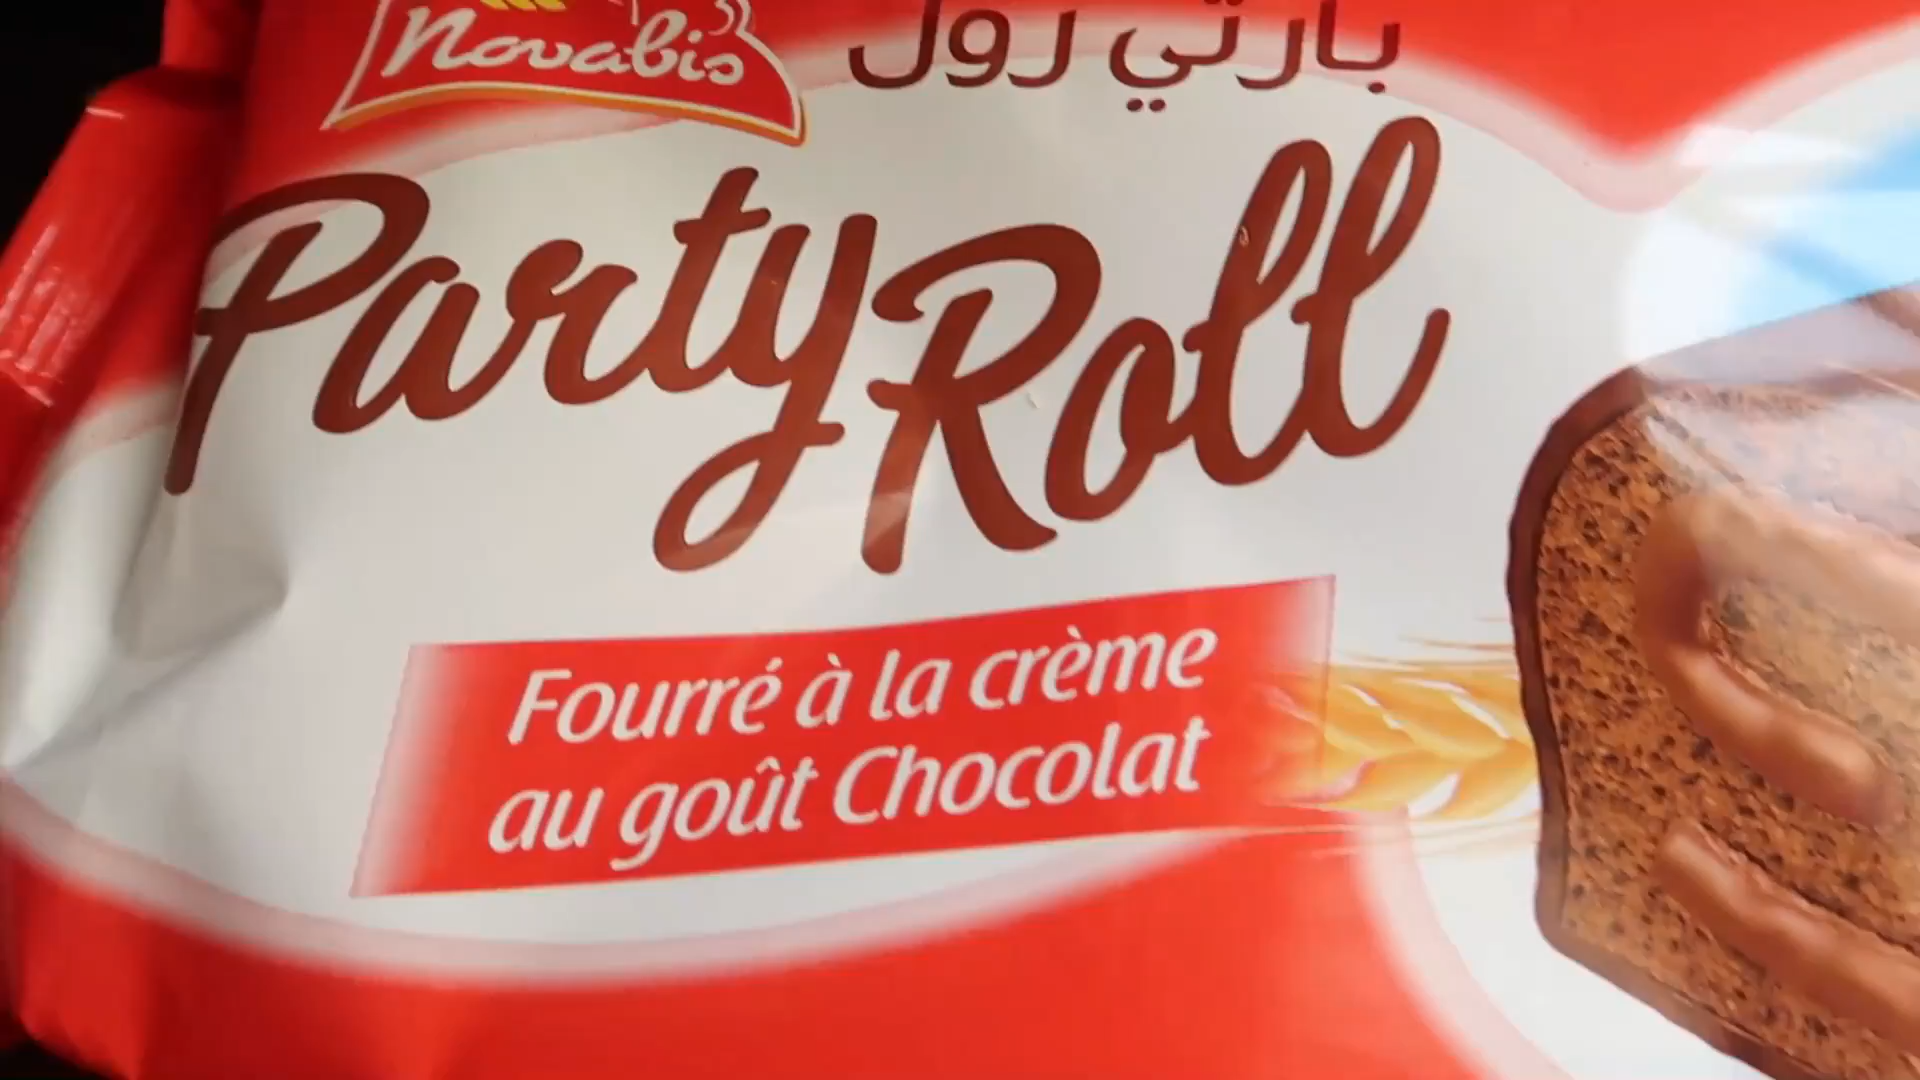 Novabis
بارتي رول
Party Roll
Fourré à la crème
au goût Chocolat